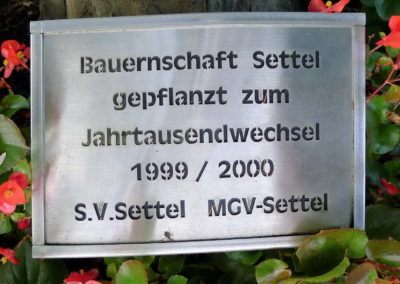 Bauernschaft Settel
gepflanzt zum
Jahrtausendwechsel
1999 / 2000
S.V.Settel MGV-Settel